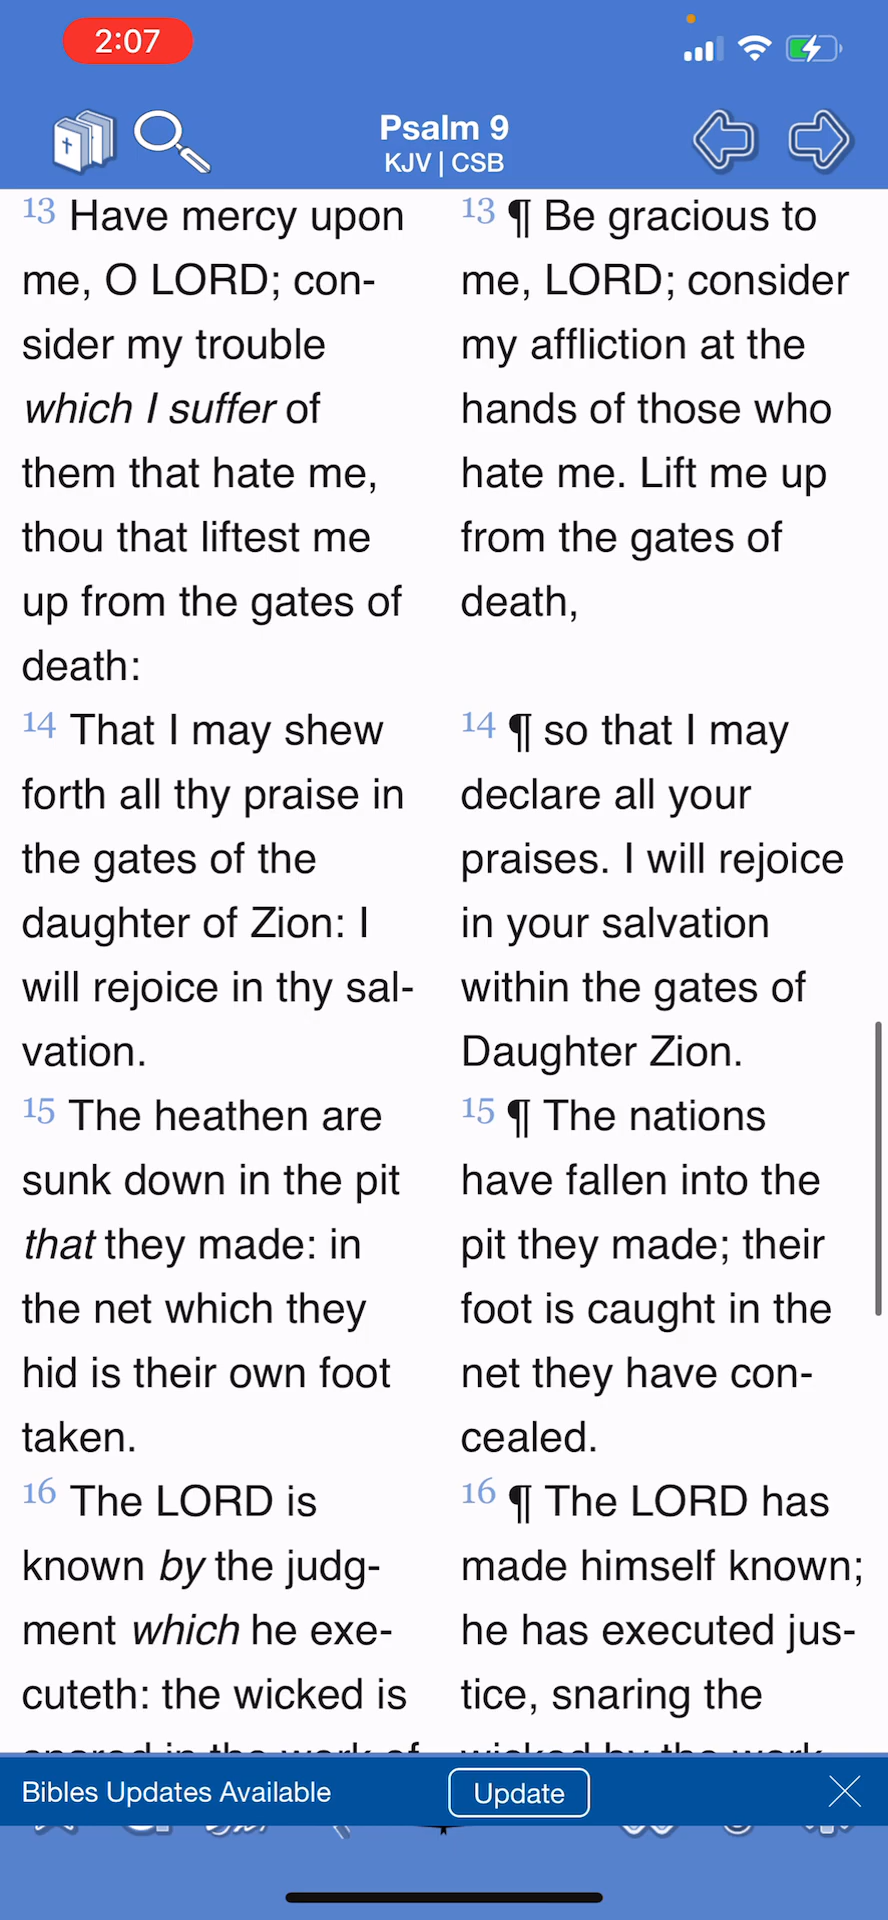 2:07
Psalm 9
KJV | CSB
13 Have mercy upon
me, O LORD; con-
sider my trouble
which I suffer of
them that hate me,
thou that liftest me
up from the gates of
death:
14 That I may shew
forth all thy praise in
the gates of the
daughter of Zion: I
will rejoice in thy sal-
vation.
15 The heathen are
sunk down in the pit
that they made: in
the net which they
hid is their own foot
taken.
16 The LORD is
known by the judg-
ment which he exe-
cuteth: the wicked is
snared in the work of
13 ¶ Be gracious to
me, LORD; consider
my affliction at the
hands of those who
hate me. Lift me up
from the gates of
death,
14 ¶ so that I may
declare all your
praises. I will rejoice
in your salvation
within the gates of
Daughter Zion.
15 ¶ The nations
have fallen into the
pit they made; their
foot is caught in the
net they have con-
cealed.
16 ¶ The LORD has
made himself known;
he has executed jus-
tice, snaring the
wicked by the work
Bibles Updates Available
Update